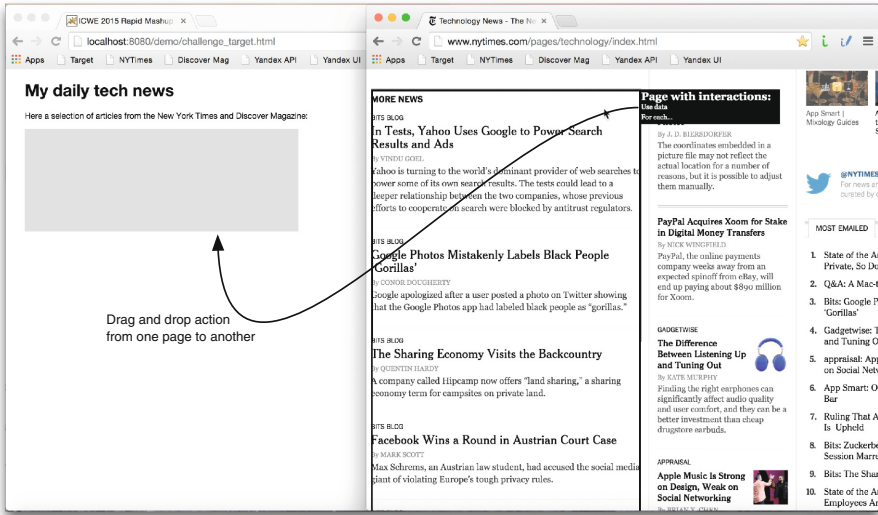 ICWE 2015 Rapid Mashup
localhost:8080/demo/challenge_target.html
Apps Target NYTimes Discover Mag Yandex API Yandex UI
My daily tech news
Here a selection of articles from the New York Times and Discover Magazine:
Drag and drop action
from one page to another
Technology News - The Ne
www.nytimes.com/pages/technology/index.html
Apps Target NYTimes Discover Mag Yandex API Yandex UI
MORE NEWS
BITS BLOG
In Tests, Yahoo Uses Google to Power Search
Results and Ads
By VINDU GOEL
Yahoo is turning to the world's dominant provider of web searches to
power some of its own search results. The tests could lead to a
deeper relationship between the two companies, whose previous
efforts to cooperate on search were blocked by antitrust regulators.
BITS BLOG
Google Photos Mistakenly Labels Black People
'Gorillas'
By CONOR DOUGHERTY
Google apologized after a user posted a photo on Twitter showing
that the Google Photos app had labeled black people as "gorillas."
BITS BLOG
The Sharing Economy Visits the Backcountry
By QUENTIN HARDY
A company called Hipcamp now offers "land sharing," a sharing
economy term for campsites on private land.
BITS BLOG
Facebook Wins a Round in Austrian Court Case
By MARK SCOTT
Max Schrems, an Austrian law student, had accused the social media
giant of violating Europe's tough privacy rules.
Page with interactions:
Use data
For each...
By J. D. BIERSDORFER
The coordinates embedded in a
picture file may not reflect the
actual location for a number of
reasons, but it is possible to adjust
them manually.
PayPal Acquires Xoom for Stake
in Digital Money Transfers
By NICK WINGFIELD
PayPal, the online payments
company weeks away from an
expected spinoff from eBay, will
end up paying about $890 million
for Xoom.
GADGETWISE
The Difference
Between Listening Up
and Tuning Out
By KATE MURPHY
Finding the right earphones can
significantly affect audio quality
and user comfort, and they can be a
better investment than cheap
drugstore earbuds.
APPRAISAL
Apple Music Is Strong
on Design, Weak on
Social Networking
By BRIAN X. CHEN
App Smart |
Mixology Guides
@NYTIMES
For news an
curated by
MOST EMAILED
1. State of the A
Private, So Do
2. Q&A: A Mac-t
3. Bits: Google P
'Gorillas'
4. Gadgetwise: T
and Tuning O
5. appraisal: App
on Social Netw
6. App Smart: O
Bar
7. Ruling That A
Is Upheld
8. Bits: Zuckerbe
Session Marre
9. Bits: The Shar
10. State of the A
Employees Ar